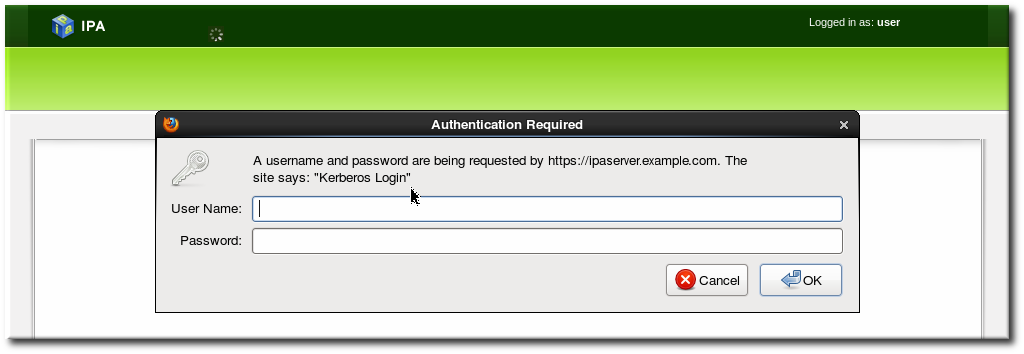 IPA
Logged in as: user
Authentication Required
A username and password are being requested by https://ipaserver.example.com. The
site says: "Kerberos Login"
User Name:
Password:
Cancel
OK